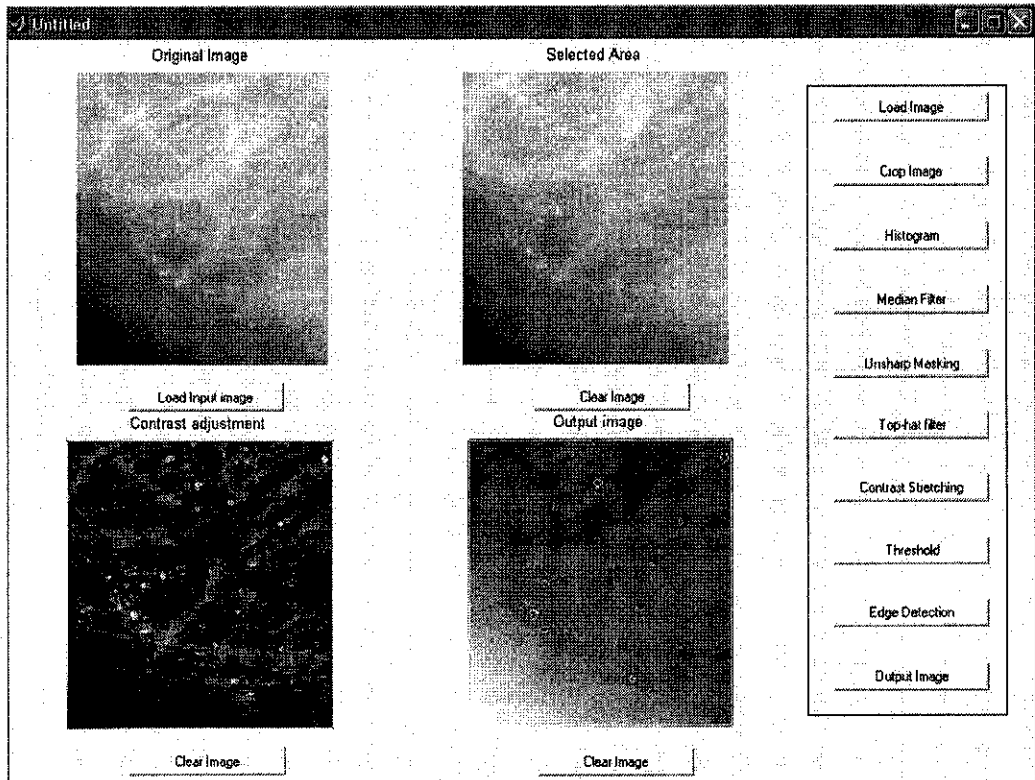 Untitled
Original Image
Selected Area
Load Input image
Clear Image
Contrast adjustment
Output image
Clear Image
Clear Image
Load Image
Crop Image
Histogram
Median Filter
Unsharp Masking
Top-hat filter
Contrast Stretching
Threshold
Edge Detection
Output Image